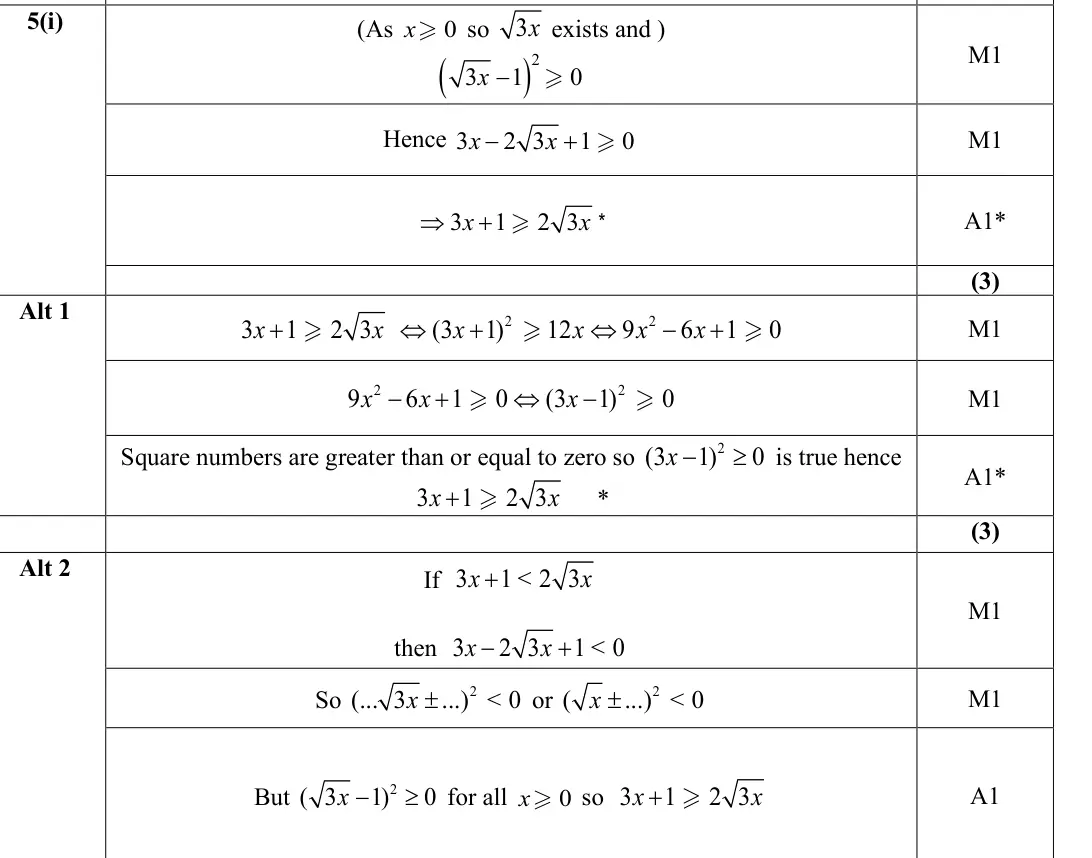 5(i)
(As x ⩾ 0 so √3x exists and )
(√3x − 1)² ⩾ 0
M1
Hence 3x − 2√3x + 1 ⩾ 0
M1
⇒ 3x + 1 ⩾ 2√3x *
A1*
(3)
Alt 1
3x + 1 ⩾ 2√3x ⇔ (3x + 1)² ⩾ 12x ⇔ 9x² − 6x + 1 ⩾ 0
M1
9x² − 6x + 1 ⩾ 0 ⇔ (3x − 1)² ⩾ 0
M1
Square numbers are greater than or equal to zero so (3x − 1)² ≥ 0 is true hence
3x + 1 ⩾ 2√3x *
A1*
(3)
Alt 2
If 3x + 1 < 2√3x
then 3x − 2√3x + 1 < 0
M1
So (...√3x ± ...)² < 0 or (√x ± ...)² < 0
M1
But (√3x − 1)² ≥ 0 for all x ⩾ 0 so 3x + 1 ⩾ 2√3x
A1